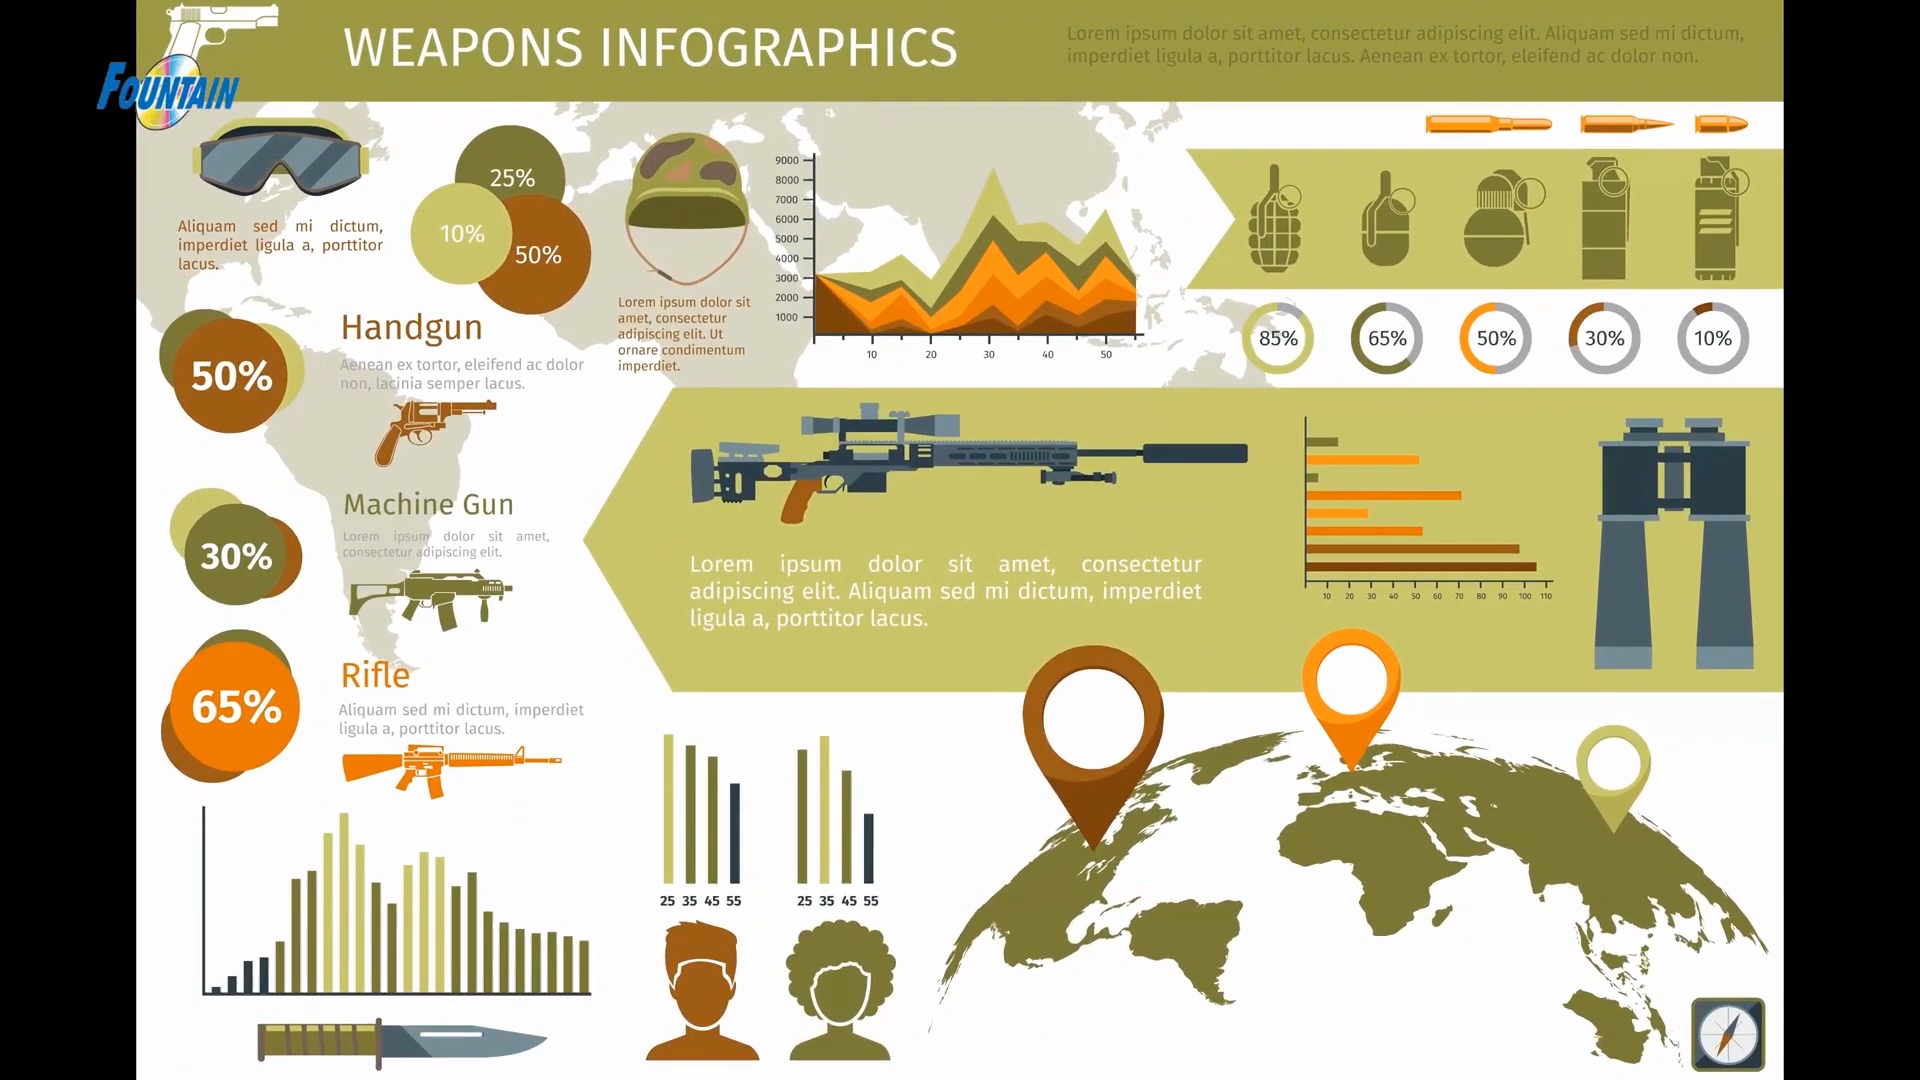 WEAPONS INFOGRAPHICS
Lorem ipsum dolor sit amet, consectetur adipiscing elit. Aliquam sed mi dictum,
imperdiet ligula a, porttitor lacus. Aenean ex tortor, eleifend ac dolor non.
FOUNTAIN
Aliquam sed mi dictum,
imperdiet ligula a, porttitor
lacus.
25%
10%
50%
Lorem ipsum dolor sit
amet, consectetur
adipiscing elit. Ut
ornare condimentum
imperdiet.
9000
8000
7000
6000
5000
4000
3000
2000
1000
10 20 30 40 50
85% 65% 50% 30% 10%
50%
Handgun
Aenean ex tortor, eleifend ac dolor
non, lacinia semper lacus.
30%
Machine Gun
Lorem ipsum dolor sit amet,
consectetur adipiscing elit.
65%
Rifle
Aliquam sed mi dictum, imperdiet
ligula a, porttitor lacus.
Lorem ipsum dolor sit amet, consectetur
adipiscing elit. Aliquam sed mi dictum, imperdiet
ligula a, porttitor lacus.
10 20 30 40 50 60 70 80 90 100 110
25 35 45 55
25 35 45 55